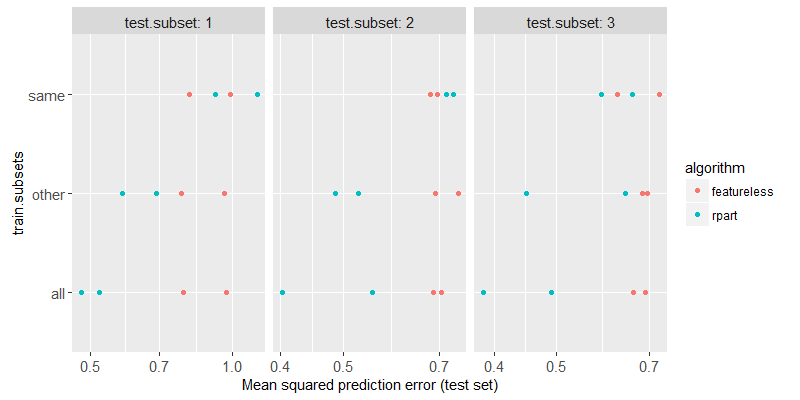 test.subset: 1
test.subset: 2
test.subset: 3
same
other
all
train.subsets
0.5 0.7 1.0
0.4 0.5 0.7
0.4 0.5 0.7
Mean squared prediction error (test set)
algorithm
featureless
rpart